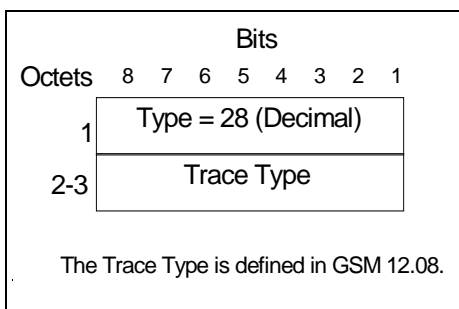 Bits
Octets 8 7 6 5 4 3 2 1
1 Type = 28 (Decimal)
2-3 Trace Type
The Trace Type is defined in GSM 12.08.